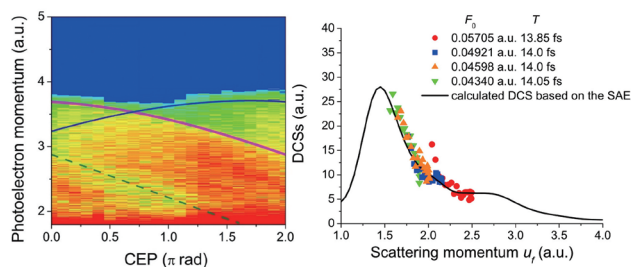 Photoelectron momentum (a.u.)
5
4
3
2
0.0 0.5 1.0 1.5 2.0
CEP (π rad)
DCSs (a.u.)
40
35
30
25
20
15
10
5
0
F₀ T
0.05705 a.u. 13.85 fs
0.04921 a.u. 14.0 fs
0.04598 a.u. 14.0 fs
0.04340 a.u. 14.05 fs
calculated DCS based on the SAE
1.0 1.5 2.0 2.5 3.0 3.5 4.0
Scattering momentum uᵣ (a.u.)